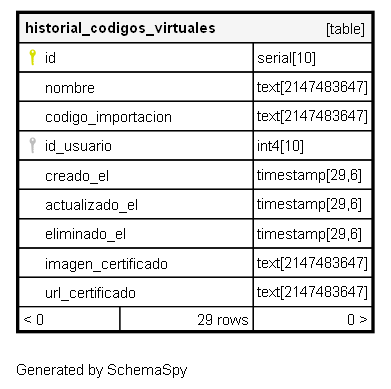 historial_codigos_virtuales [table]
id serial[10]
nombre text[2147483647]
codigo_importacion text[2147483647]
id_usuario int4[10]
creado_el timestamp[29,6]
actualizado_el timestamp[29,6]
eliminado_el timestamp[29,6]
imagen_certificado text[2147483647]
url_certificado text[2147483647]
< 0 29 rows 0 >
Generated by SchemaSpy